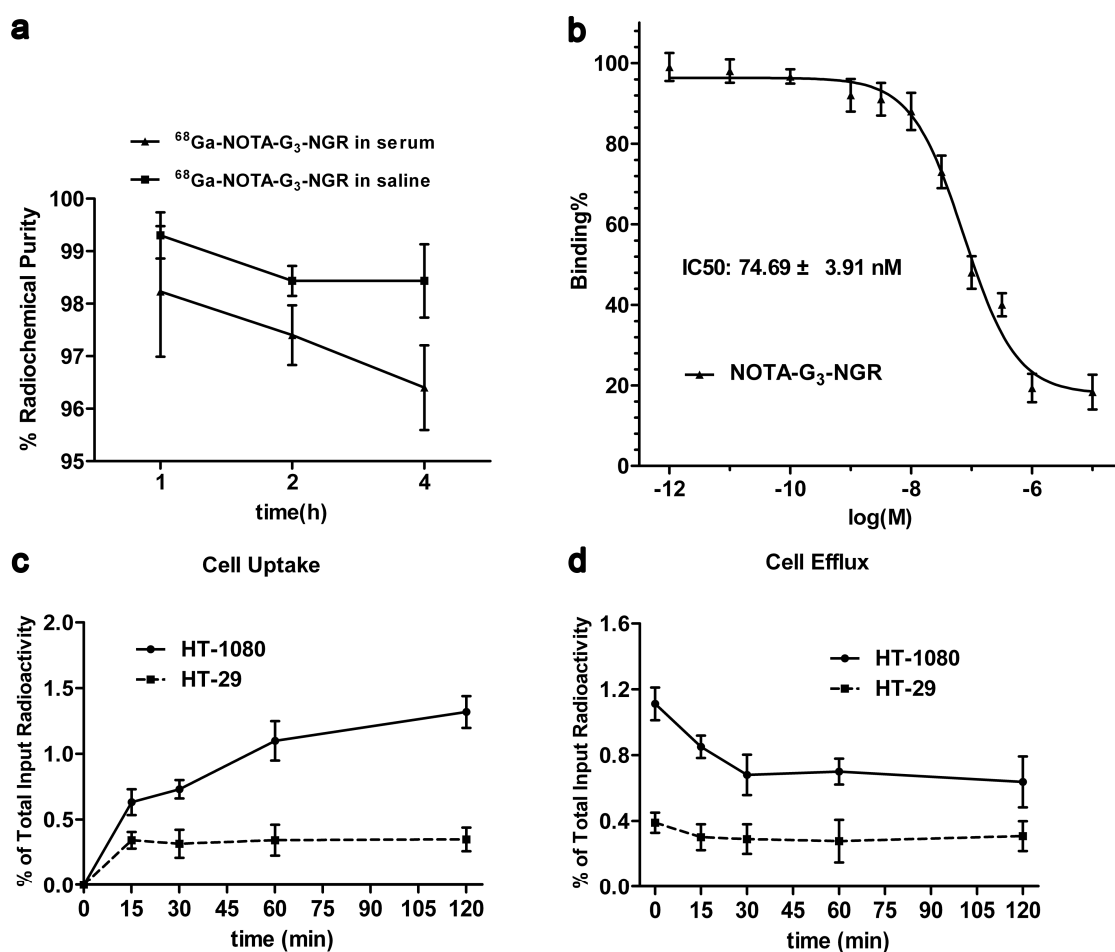 a
⁶⁸Ga-NOTA-G₃-NGR in serum
⁶⁸Ga-NOTA-G₃-NGR in saline
% Radiochemical Purity
100
99
98
97
96
95
1 2 4
time(h)
b
Binding%
100
80
60
40
20
0
IC50: 74.69 ± 3.91 nM
NOTA-G₃-NGR
-12 -10 -8 -6
log(M)
c
Cell Uptake
% of Total Input Radioactivity
2.0
1.5
1.0
0.5
0.0
HT-1080
HT-29
0 15 30 45 60 75 90 105 120
time (min)
d
Cell Efflux
% of Total Input Radioactivity
1.6
1.2
0.8
0.4
0.0
HT-1080
HT-29
0 15 30 45 60 75 90 105 120
time (min)